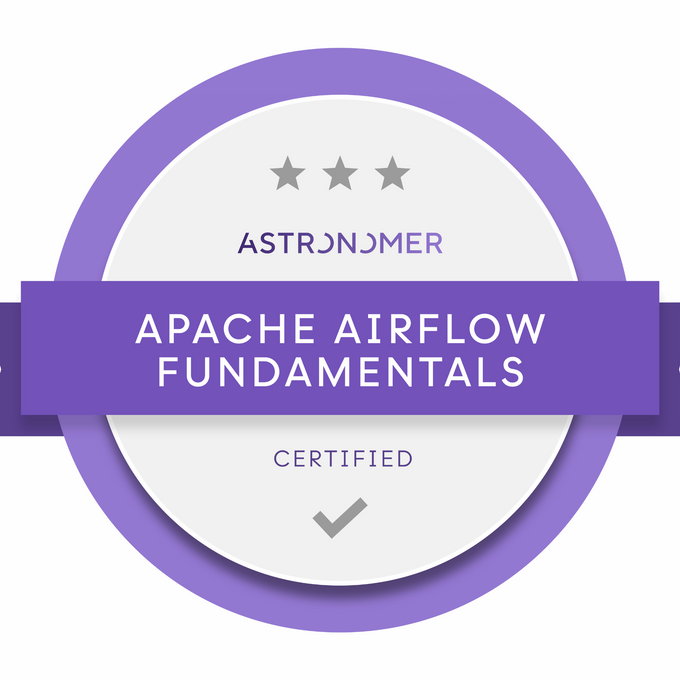 ASTRONOMER
APACHE AIRFLOW
FUNDAMENTALS
CERTIFIED